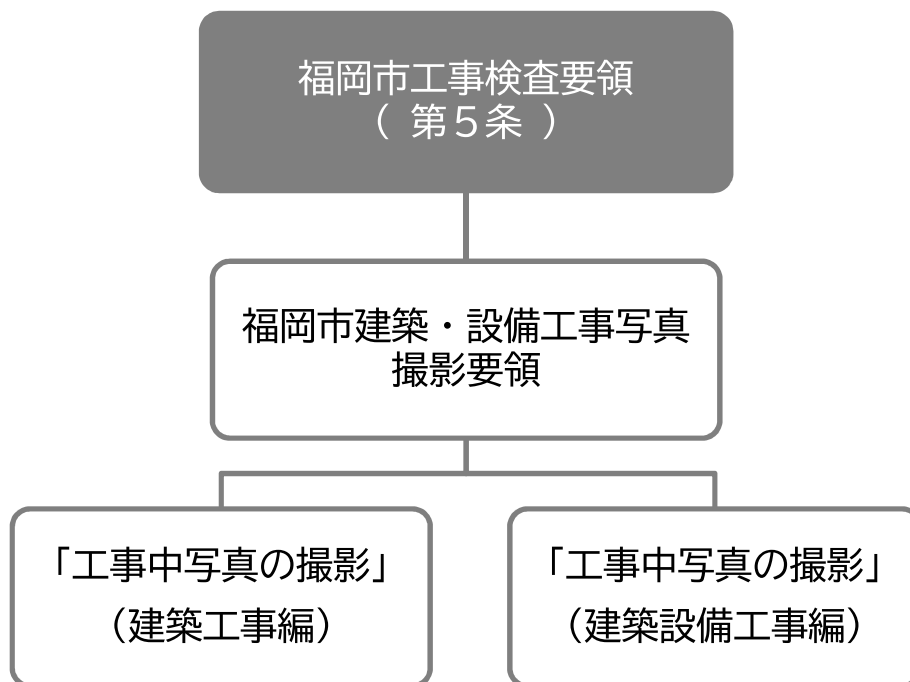 福岡市工事検査要領
（ 第５条 ）
福岡市建築・設備工事写真
撮影要領
「工事中写真の撮影」
（建築工事編）
「工事中写真の撮影」
（建築設備工事編）